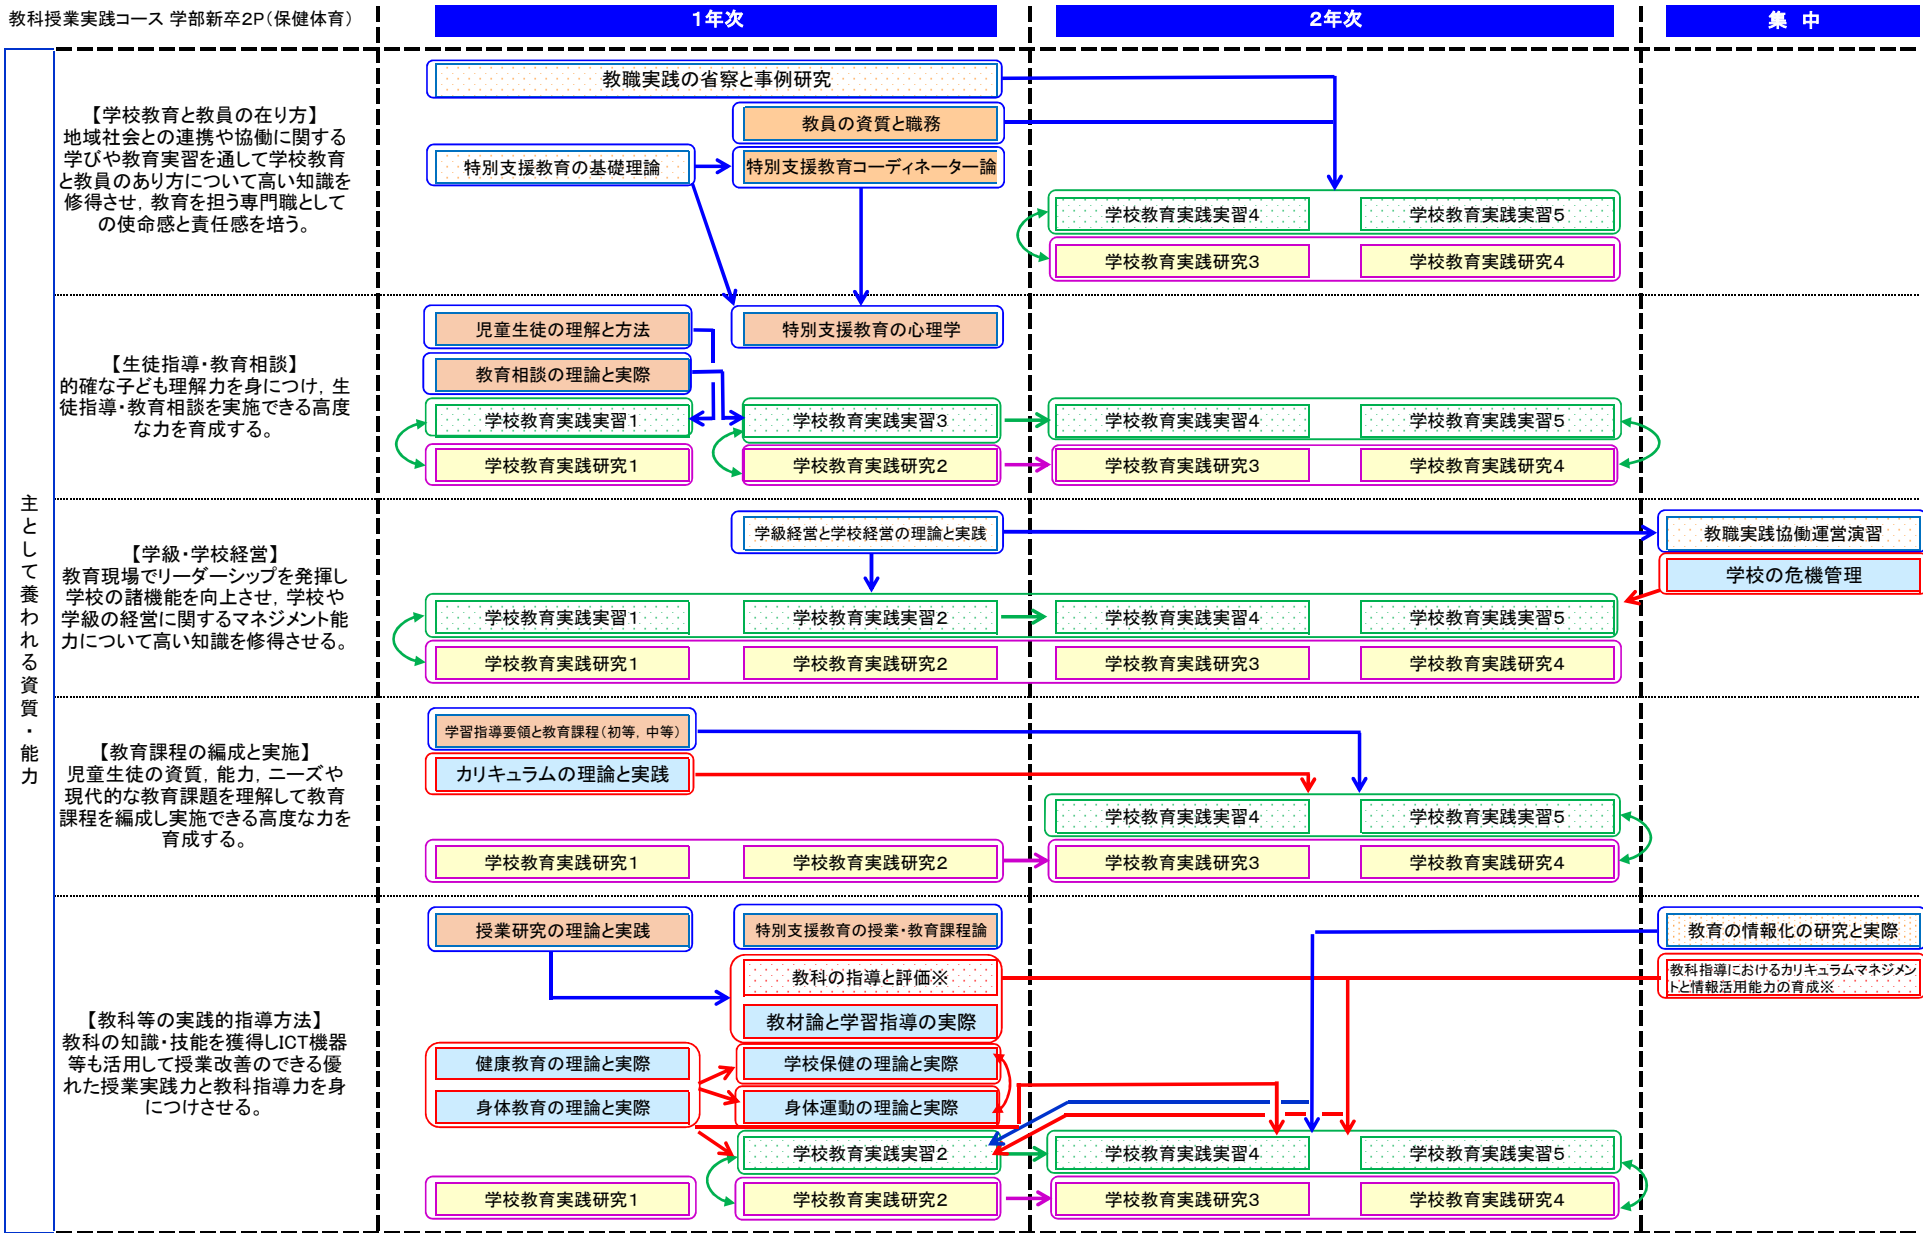 教科授業実践コース 学部新卒2P(保健体育)
1年次
2年次
集 中
主として養われる資質・能力
【学校教育と教員の在り方】
地域社会との連携や協働に関する
学びや教育実習を通して学校教育
と教員のあり方について高い知識を
修得させ，教育を担う専門職として
の使命感と責任感を培う。
教職実践の省察と事例研究
教員の資質と職務
特別支援教育の基礎理論
特別支援教育コーディネーター論
学校教育実践実習4
学校教育実践実習5
学校教育実践研究3
学校教育実践研究4
【生徒指導・教育相談】
的確な子ども理解力を身につけ，生
徒指導・教育相談を実施できる高度
な力を育成する。
児童生徒の理解と方法
特別支援教育の心理学
教育相談の理論と実際
学校教育実践実習1
学校教育実践実習3
学校教育実践実習4
学校教育実践実習5
学校教育実践研究1
学校教育実践研究2
学校教育実践研究3
学校教育実践研究4
【学級・学校経営】
教育現場でリーダーシップを発揮し
学校の諸機能を向上させ，学校や
学級の経営に関するマネジメント能
力について高い知識を修得させる。
学級経営と学校経営の理論と実践
教職実践協働運営演習
学校の危機管理
学校教育実践実習1
学校教育実践実習2
学校教育実践実習4
学校教育実践実習5
学校教育実践研究1
学校教育実践研究2
学校教育実践研究3
学校教育実践研究4
【教育課程の編成と実施】
児童生徒の資質，能力，ニーズや
現代的な教育課題を理解して教育
課程を編成し実施できる高度な力を
育成する。
学習指導要領と教育課程(初等，中等)
カリキュラムの理論と実践
学校教育実践実習4
学校教育実践実習5
学校教育実践研究1
学校教育実践研究2
学校教育実践研究3
学校教育実践研究4
【教科等の実践的指導方法】
教科の知識・技能を獲得しICT機器
等も活用して授業改善のできる優
れた授業実践力と教科指導力を身
につけさせる。
授業研究の理論と実践
特別支援教育の授業・教育課程論
教育の情報化の研究と実際
教科の指導と評価※
教科指導におけるカリキュラムマネジメン
トと情報活用能力の育成※
教材論と学習指導の実際
健康教育の理論と実際
学校保健の理論と実際
身体教育の理論と実際
身体運動の理論と実際
学校教育実践実習2
学校教育実践実習4
学校教育実践実習5
学校教育実践研究1
学校教育実践研究2
学校教育実践研究3
学校教育実践研究4